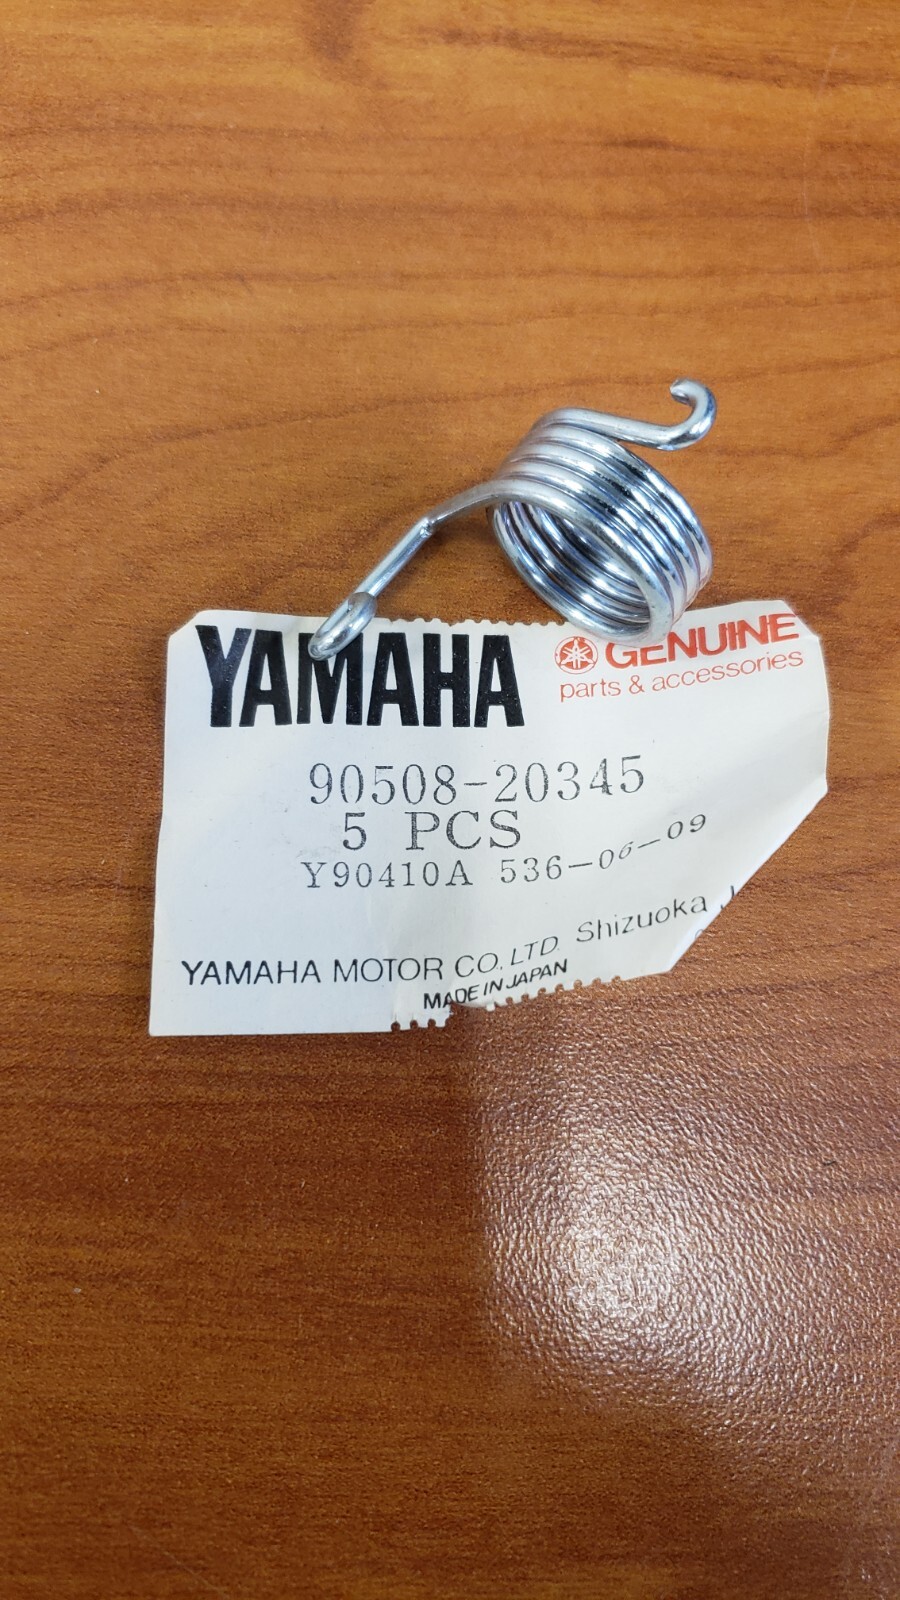 YAMAHA
GENUINE
parts & accessories
90508-20345
5 PCS
Y90410A 536-06-09
YAMAHA MOTOR CO. LTD. Shizuoka J
MADE IN JAPAN